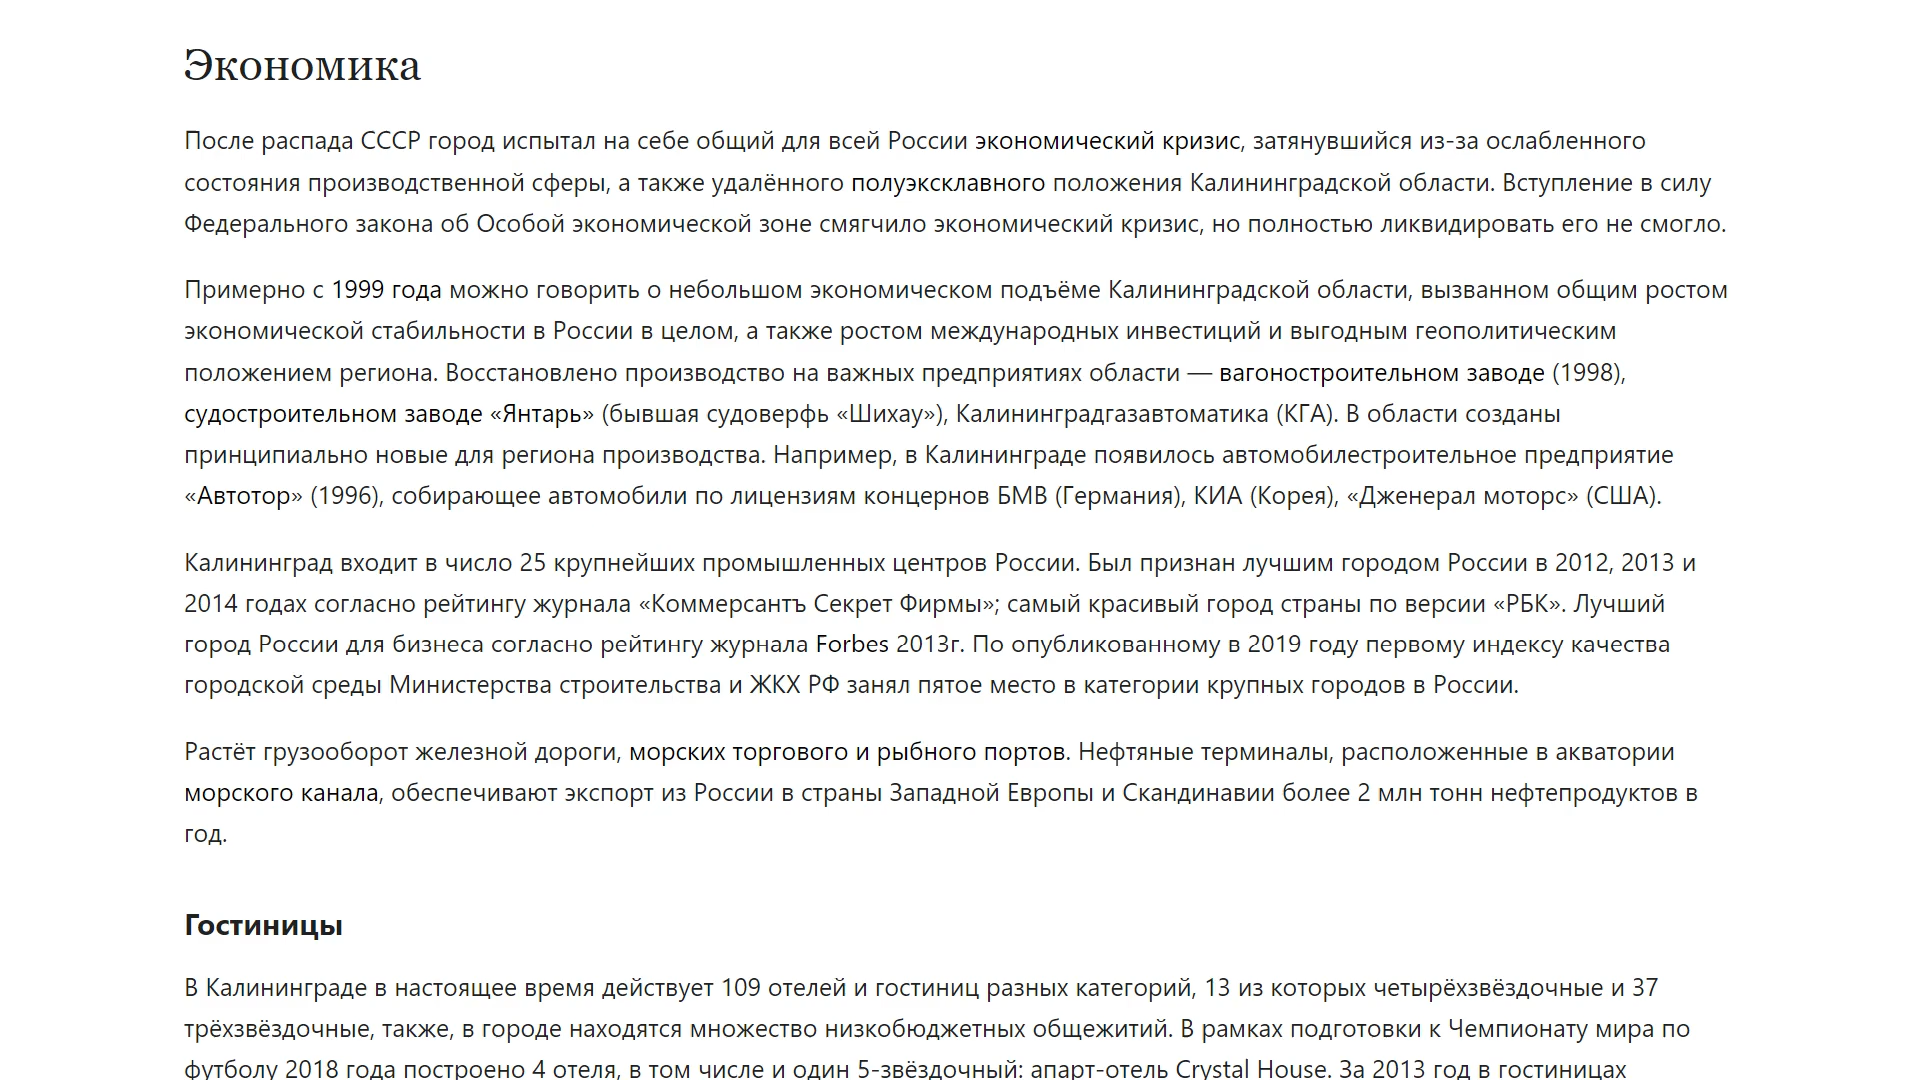 Экономика
После распада СССР город испытал на себе общий для всей России экономический кризис, затянувшийся из-за ослабленного
состояния производственной сферы, а также удалённого полуэксклавного положения Калининградской области. Вступление в силу
Федерального закона об Особой экономической зоне смягчило экономический кризис, но полностью ликвидировать его не смогло.
Примерно с 1999 года можно говорить о небольшом экономическом подъёме Калининградской области, вызванном общим ростом
экономической стабильности в России в целом, а также ростом международных инвестиций и выгодным геополитическим
положением региона. Восстановлено производство на важных предприятиях области — вагоностроительном заводе (1998),
судостроительном заводе «Янтарь» (бывшая судоверфь «Шихау»), Калининградгазавтоматика (КГА). В области созданы
принципиально новые для региона производства. Например, в Калининграде появилось автомобилестроительное предприятие
«Автотор» (1996), собирающее автомобили по лицензиям концернов БМВ (Германия), КИА (Корея), «Дженерал моторс» (США).
Калининград входит в число 25 крупнейших промышленных центров России. Был признан лучшим городом России в 2012, 2013 и
2014 годах согласно рейтингу журнала «Коммерсантъ Секрет Фирмы»; самый красивый город страны по версии «РБК». Лучший
город России для бизнеса согласно рейтингу журнала Forbes 2013г. По опубликованному в 2019 году первому индексу качества
городской среды Министерства строительства и ЖКХ РФ занял пятое место в категории крупных городов в России.
Растёт грузооборот железной дороги, морских торгового и рыбного портов. Нефтяные терминалы, расположенные в акватории
морского канала, обеспечивают экспорт из России в страны Западной Европы и Скандинавии более 2 млн тонн нефтепродуктов в
год.
Гостиницы
В Калининграде в настоящее время действует 109 отелей и гостиниц разных категорий, 13 из которых четырёхзвёздочные и 37
трёхзвёздочные, также, в городе находятся множество низкобюджетных общежитий. В рамках подготовки к Чемпионату мира по
футболу 2018 года построено 4 отеля, в том числе и один 5-звёздочный: апарт-отель Crystal House. За 2013 год в гостиницах